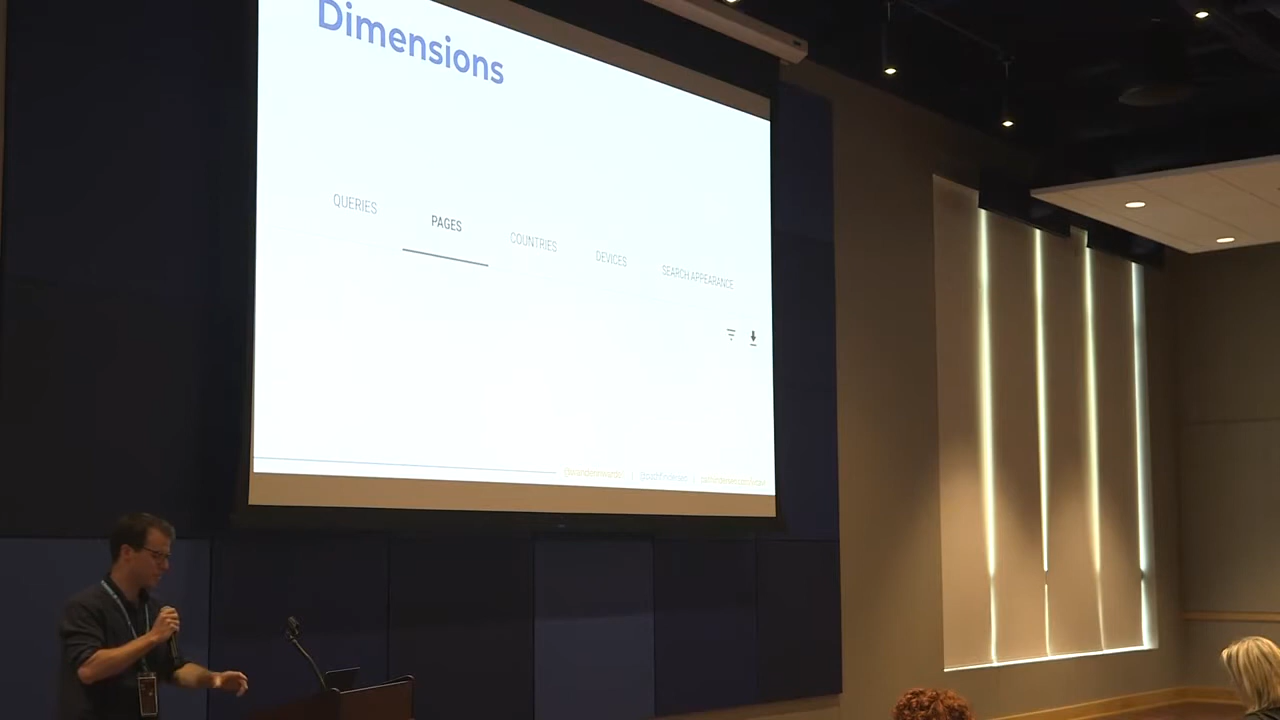 Dimensions
QUERIES
PAGES
COUNTRIES
DEVICES
SEARCH APPEARANCE